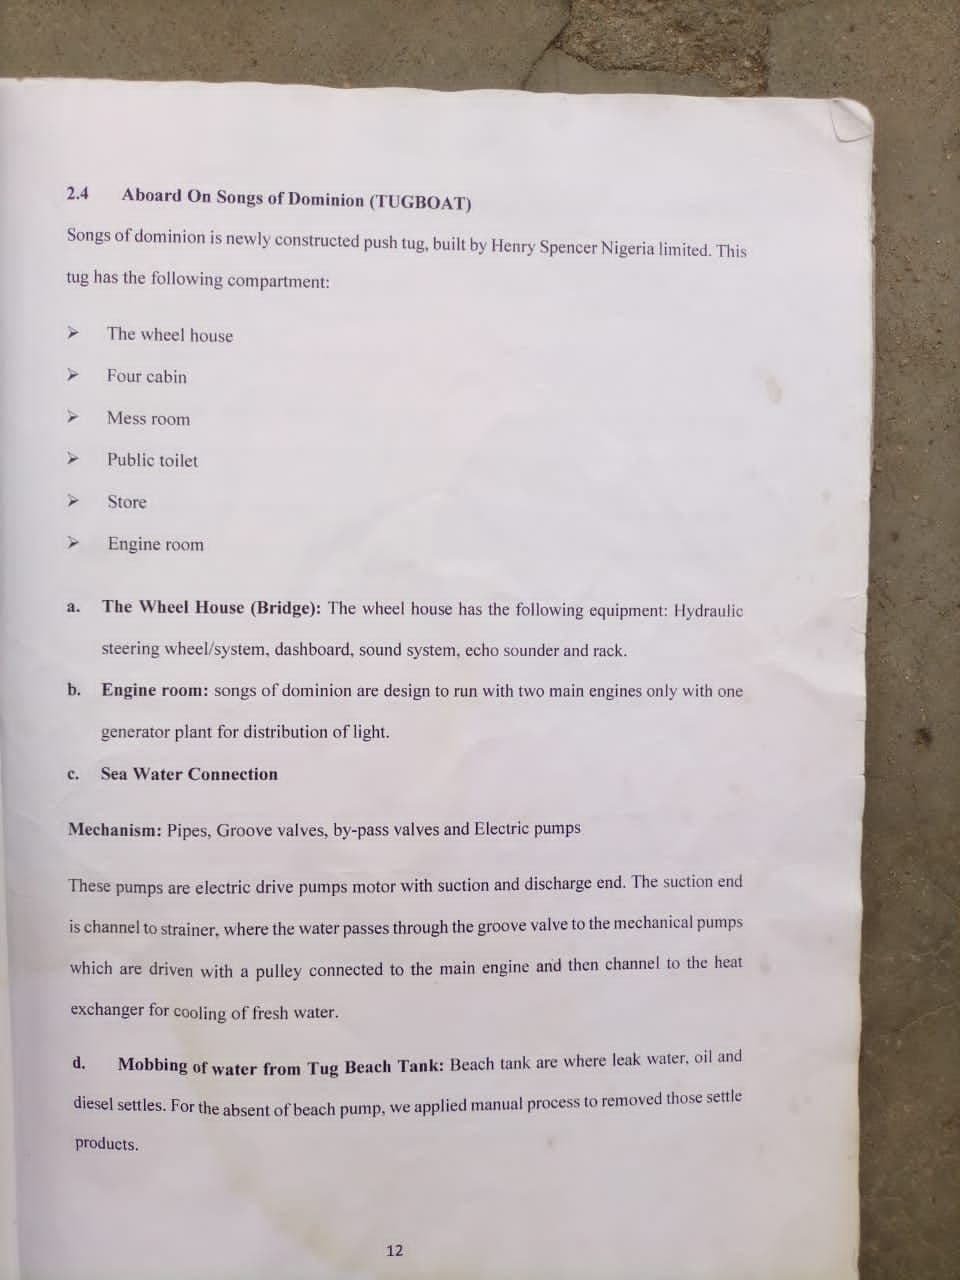 2.4 Aboard On Songs of Dominion (TUGBOAT)
Songs of dominion is newly constructed push tug, built by Henry Spencer Nigeria limited. This
tug has the following compartment:
➢ The wheel house
➢ Four cabin
➢ Mess room
➢ Public toilet
➢ Store
➢ Engine room
a. The Wheel House (Bridge): The wheel house has the following equipment: Hydraulic
steering wheel/system, dashboard, sound system, echo sounder and rack.
b. Engine room: songs of dominion are design to run with two main engines only with one
generator plant for distribution of light.
c. Sea Water Connection
Mechanism: Pipes, Groove valves, by-pass valves and Electric pumps
These pumps are electric drive pumps motor with suction and discharge end. The suction end
is channel to strainer, where the water passes through the groove valve to the mechanical pumps
which are driven with a pulley connected to the main engine and then channel to the heat
exchanger for cooling of fresh water.
d. Mobbing of water from Tug Beach Tank: Beach tank are where leak water, oil and
diesel settles. For the absent of beach pump, we applied manual process to removed those settle
products.
12